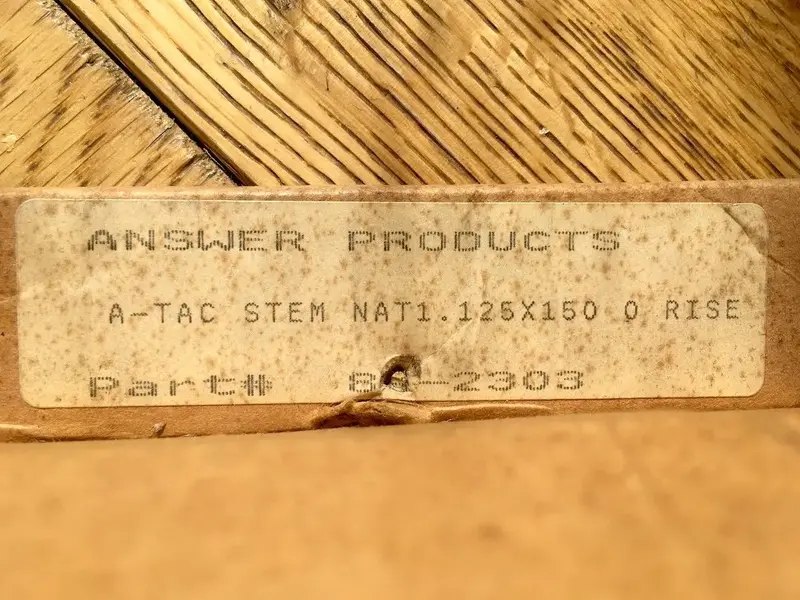 ANSWER PRODUCTS
A-TAC STEM NAT1.125X150 0 RISE
Part#